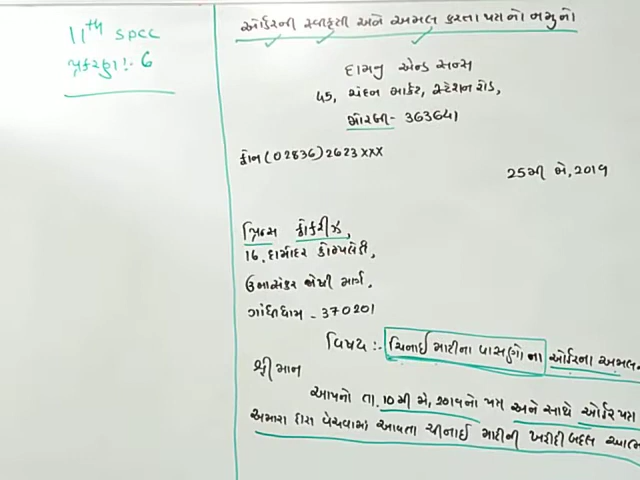 11th SPCC
પ્રકરણ :- 6
ઓર્ડરની સ્વીકૃતી અને અમલ કરતા પત્રનો નમુનો
દામનુ એન્ડ સન્સ
45, ચંદન માર્કેટ, સ્ટેશન રોડ,
મોરબી - 363641
ફોન (02836) 2623xxx
25મી મે, 2019
પ્રિન્સ ક્રોકરીઝ,
16, દામોદર કોમ્પલેક્ષ,
ઉમાશંકર જોષી માર્ગ,
ગાંધીધામ - 370201
વિષય :- ચિનાઈ માટીના વાસણો ના ઓર્ડરના અમલ
શ્રીમાન
આપનો તા. 10મી મે, 2019નો પત્ર અને સાથે ઓર્ડર પત્ર
અમારા દ્રારા વેચવામાં આવતા ચીનાઈ માટીની ખરીદી બદલ